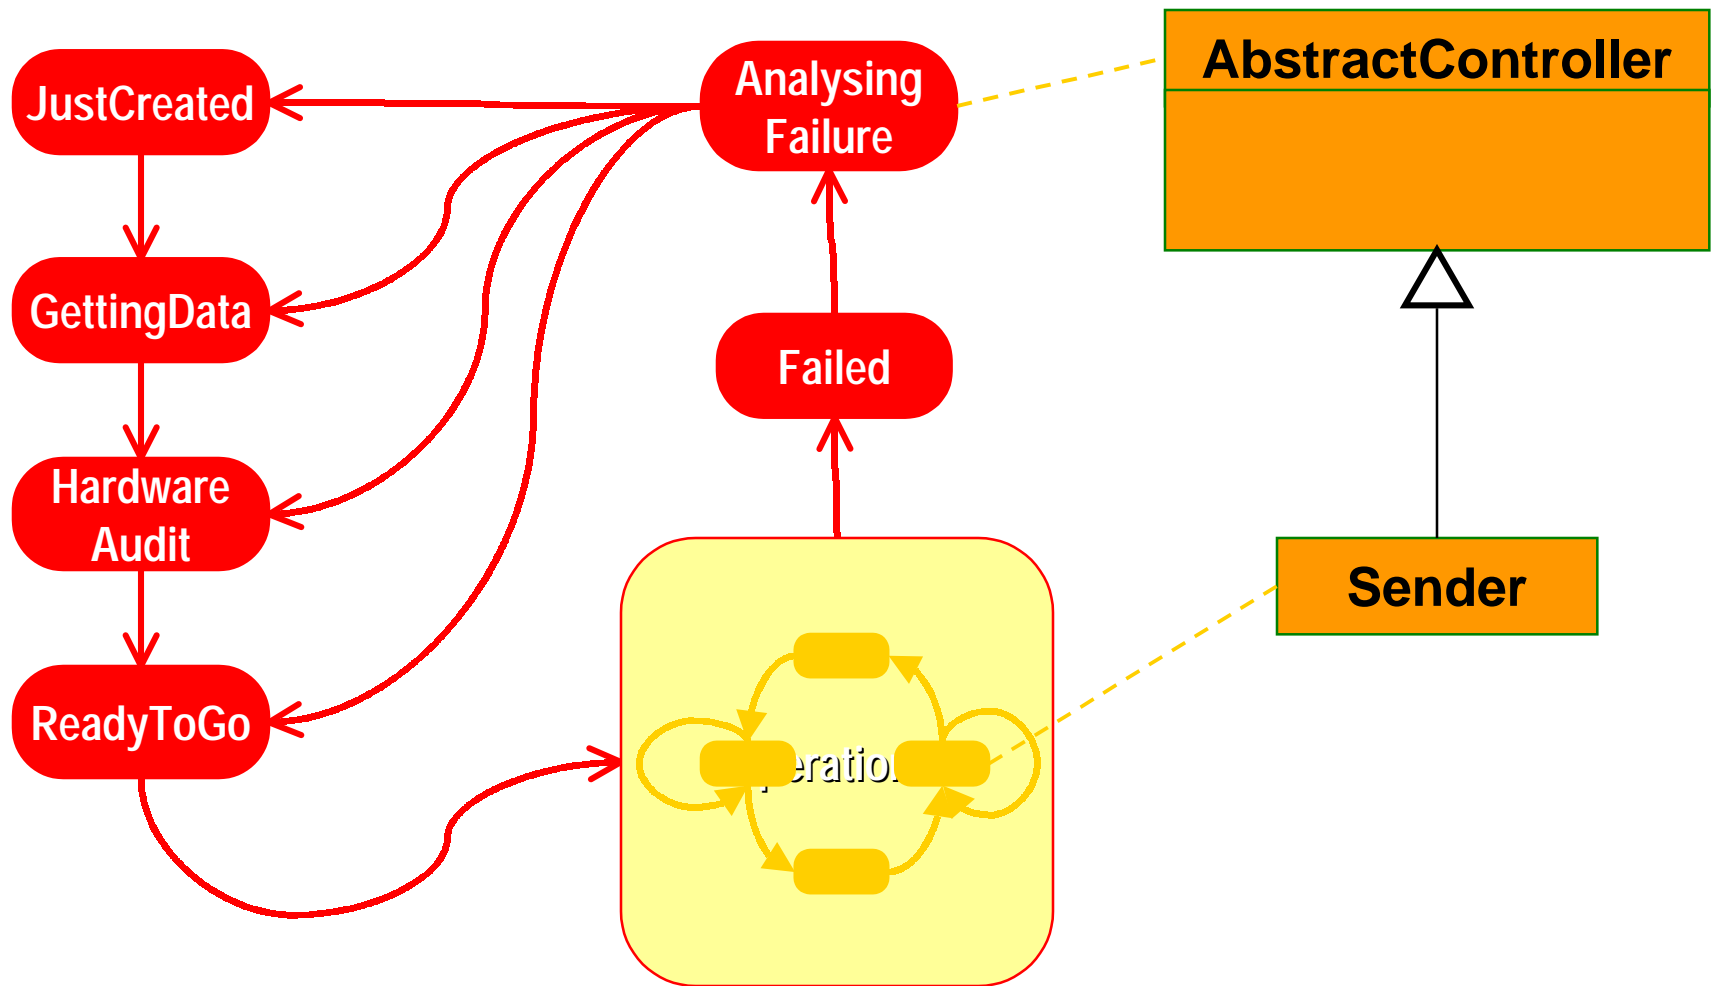 JustCreated
Analysing
Failure
AbstractController
GettingData
Failed
Hardware
Audit
Sender
ReadyToGo